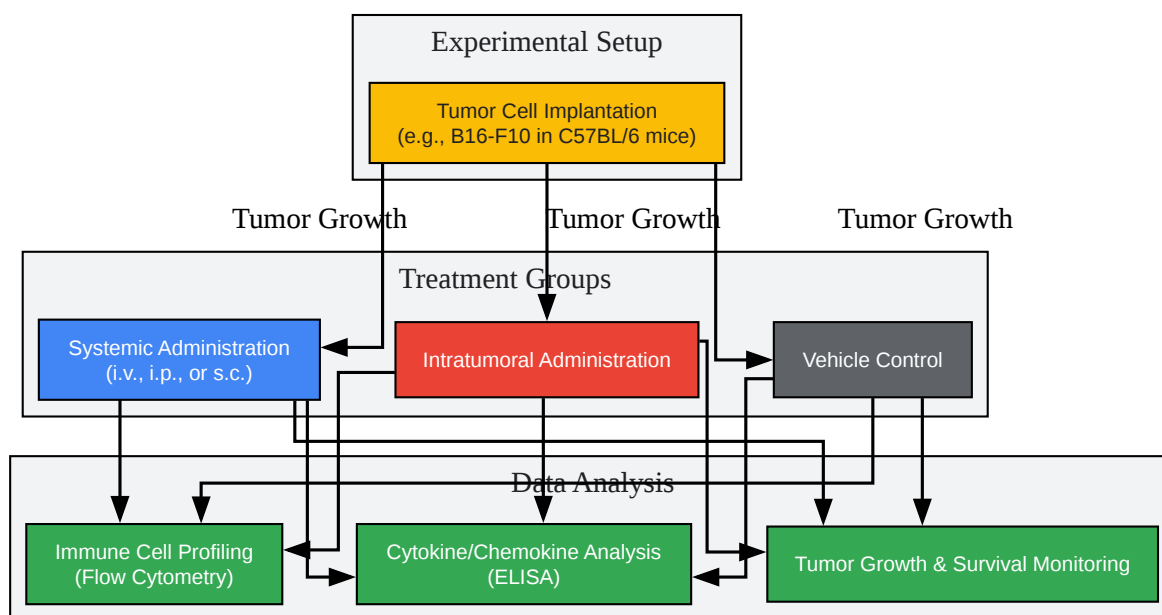 Experimental Setup
Tumor Cell Implantation
(e.g., B16-F10 in C57BL/6 mice)
Tumor Growth
Tumor Growth
Tumor Growth
Treatment Groups
Systemic Administration
(i.v., i.p., or s.c.)
Intratumoral Administration
Vehicle Control
Data Analysis
Immune Cell Profiling
(Flow Cytometry)
Cytokine/Chemokine Analysis
(ELISA)
Tumor Growth & Survival Monitoring